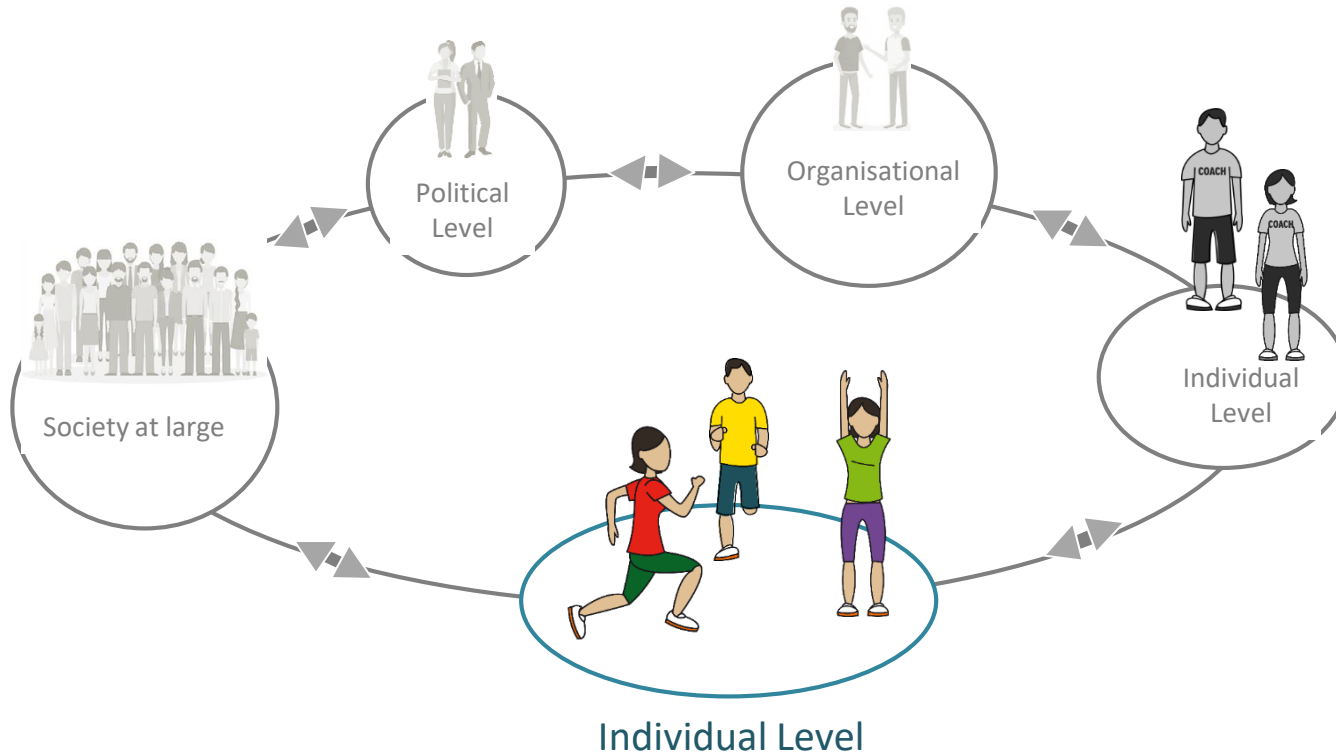 Political
Level
Organisational
Level
COACH
COACH
Society at large
Individual
Level
Individual Level